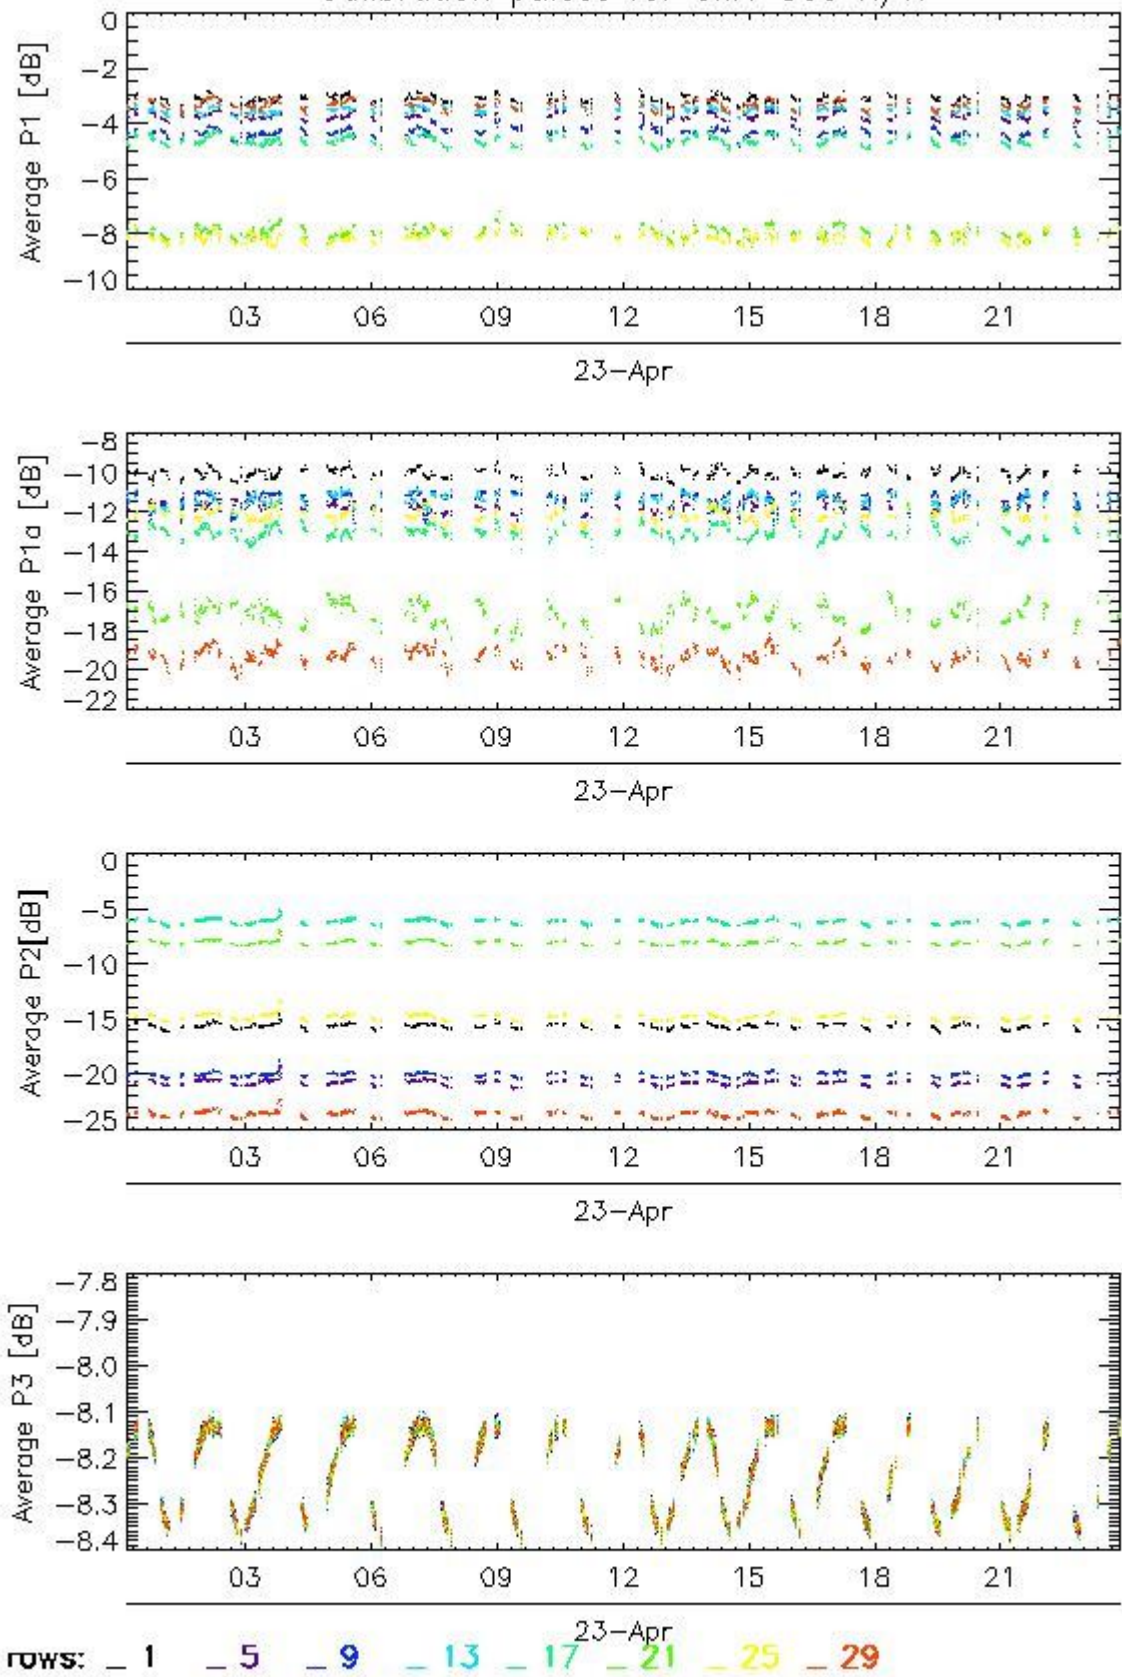 0
-2
-4
-6
-8
-10
Average P1 [dB]
03 06 09 12 15 18 21
23-Apr
-8
-10
-12
-14
-16
-18
-20
-22
Average P1a [dB]
03 06 09 12 15 18 21
23-Apr
0
-5
-10
-15
-20
-25
Average P2[dB]
03 06 09 12 15 18 21
23-Apr
-7.8
-7.9
-8.0
-8.1
-8.2
-8.3
-8.4
Average P3 [dB]
03 06 09 12 15 18 21
23-Apr
rows: _ 1 _ 5 _ 9 _ 13 _ 17 _ 21 _ 25 _ 29